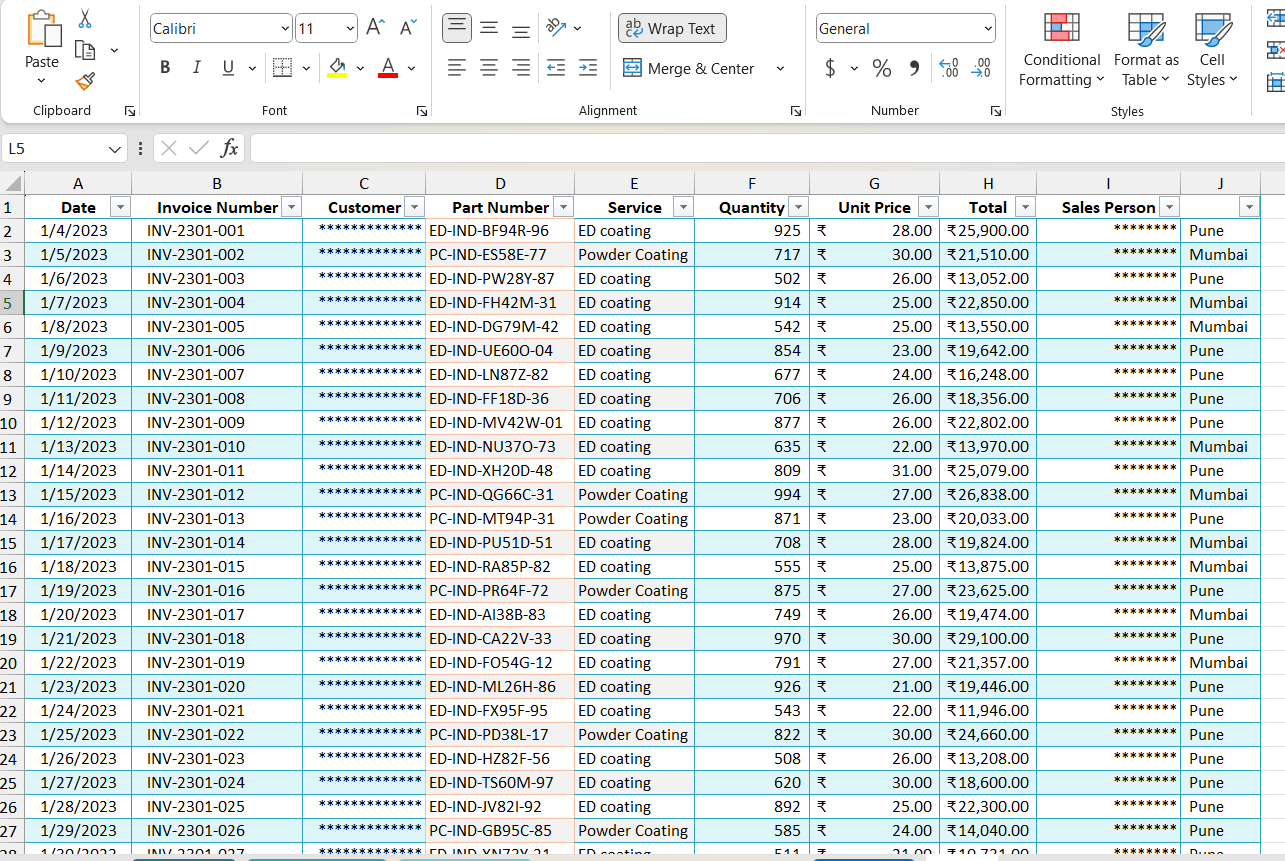 Calibri 11 Wrap Text General
Paste B I U A Merge & Center $ % Conditional Formatting Format as Table Cell Styles
Clipboard Font Alignment Number Styles
L5 fx
A B C D E F G H I J
1 Date Invoice Number Customer Part Number Service Quantity Unit Price Total Sales Person
2 1/4/2023 INV-2301-001 ************* ED-IND-BF94R-96 ED coating 925 ₹ 28.00 ₹25,900.00 ******** Pune
3 1/5/2023 INV-2301-002 ************* PC-IND-ES58E-77 Powder Coating 717 ₹ 30.00 ₹21,510.00 ******** Mumbai
4 1/6/2023 INV-2301-003 ************* ED-IND-PW28Y-87 ED coating 502 ₹ 26.00 ₹13,052.00 ******** Pune
5 1/7/2023 INV-2301-004 ************* ED-IND-FH42M-31 ED coating 914 ₹ 25.00 ₹22,850.00 ******** Mumbai
6 1/8/2023 INV-2301-005 ************* ED-IND-DG79M-42 ED coating 542 ₹ 25.00 ₹13,550.00 ******** Mumbai
7 1/9/2023 INV-2301-006 ************* ED-IND-UE60O-04 ED coating 854 ₹ 23.00 ₹19,642.00 ******** Pune
8 1/10/2023 INV-2301-007 ************* ED-IND-LN87Z-82 ED coating 677 ₹ 24.00 ₹16,248.00 ******** Pune
9 1/11/2023 INV-2301-008 ************* ED-IND-FF18D-36 ED coating 706 ₹ 26.00 ₹18,356.00 ******** Pune
10 1/12/2023 INV-2301-009 ************* ED-IND-MV42W-01 ED coating 877 ₹ 26.00 ₹22,802.00 ******** Pune
11 1/13/2023 INV-2301-010 ************* ED-IND-NU37O-73 ED coating 635 ₹ 22.00 ₹13,970.00 ******** Mumbai
12 1/14/2023 INV-2301-011 ************* ED-IND-XH20D-48 ED coating 809 ₹ 31.00 ₹25,079.00 ******** Pune
13 1/15/2023 INV-2301-012 ************* PC-IND-QG66C-31 Powder Coating 994 ₹ 27.00 ₹26,838.00 ******** Mumbai
14 1/16/2023 INV-2301-013 ************* PC-IND-MT94P-31 Powder Coating 871 ₹ 23.00 ₹20,033.00 ******** Pune
15 1/17/2023 INV-2301-014 ************* ED-IND-PU51D-51 ED coating 708 ₹ 28.00 ₹19,824.00 ******** Mumbai
16 1/18/2023 INV-2301-015 ************* ED-IND-RA85P-82 ED coating 555 ₹ 25.00 ₹13,875.00 ******** Mumbai
17 1/19/2023 INV-2301-016 ************* PC-IND-PR64F-72 Powder Coating 875 ₹ 27.00 ₹23,625.00 ******** Pune
18 1/20/2023 INV-2301-017 ************* ED-IND-AI38B-83 ED coating 749 ₹ 26.00 ₹19,474.00 ******** Mumbai
19 1/21/2023 INV-2301-018 ************* ED-IND-CA22V-33 ED coating 970 ₹ 30.00 ₹29,100.00 ******** Pune
20 1/22/2023 INV-2301-019 ************* ED-IND-FO54G-12 ED coating 791 ₹ 27.00 ₹21,357.00 ******** Mumbai
21 1/23/2023 INV-2301-020 ************* ED-IND-ML26H-86 ED coating 926 ₹ 21.00 ₹19,446.00 ******** Pune
22 1/24/2023 INV-2301-021 ************* ED-IND-FX95F-95 ED coating 543 ₹ 22.00 ₹11,946.00 ******** Pune
23 1/25/2023 INV-2301-022 ************* PC-IND-PD38L-17 Powder Coating 822 ₹ 30.00 ₹24,660.00 ******** Pune
24 1/26/2023 INV-2301-023 ************* ED-IND-HZ82F-56 ED coating 508 ₹ 26.00 ₹13,208.00 ******** Pune
25 1/27/2023 INV-2301-024 ************* ED-IND-TS60M-97 ED coating 620 ₹ 30.00 ₹18,600.00 ******** Pune
26 1/28/2023 INV-2301-025 ************* ED-IND-JV82I-92 ED coating 892 ₹ 25.00 ₹22,300.00 ******** Pune
27 1/29/2023 INV-2301-026 ************* PC-IND-GB95C-85 Powder Coating 585 ₹ 24.00 ₹14,040.00 ******** Pune